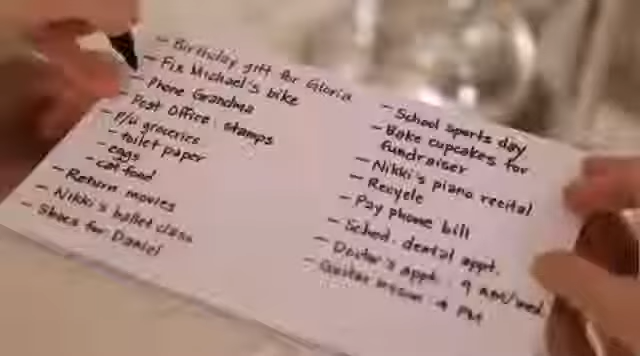 - Birthday gift for Gloria
- Fix Michael's bike
- Phone Grandma
Post Office: stamps
- P/U groceries
- toilet paper
- eggs
- cat food
- Return movies
- Nikki's ballet class
- Shoes for Daniel
- School sports day
- Bake cupcakes for
fundraiser
- Nikki's piano recital
- Recycle
- Pay phone bill
- Sched. dental appt.
- Doctor's appt. 9 AM/Wed.
- Guitar lesson 4 PM